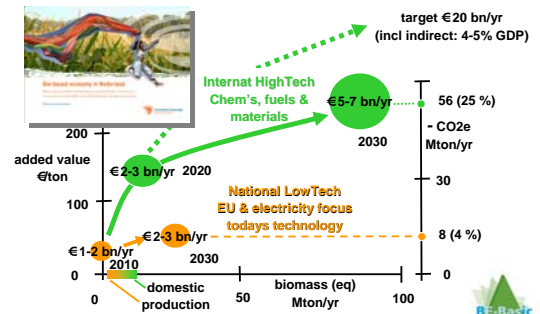 target €20 bn/yr
(incl indirect: 4-5% GDP)
Internat HighTech
Chem's, fuels &
materials
€5-7 bn/yr
56 (25 %)
- CO2e
Mton/yr
2030
200
added value
€/ton
€2-3 bn/yr
2020
30
National LowTech
EU & electricity focus
todays technology
100
€2-3 bn/yr
8 (4 %)
€1-2 bn/yr
2010
2030
0
domestic
production
biomass (eq)
Mton/yr
0
50
100
0
BE-Basic